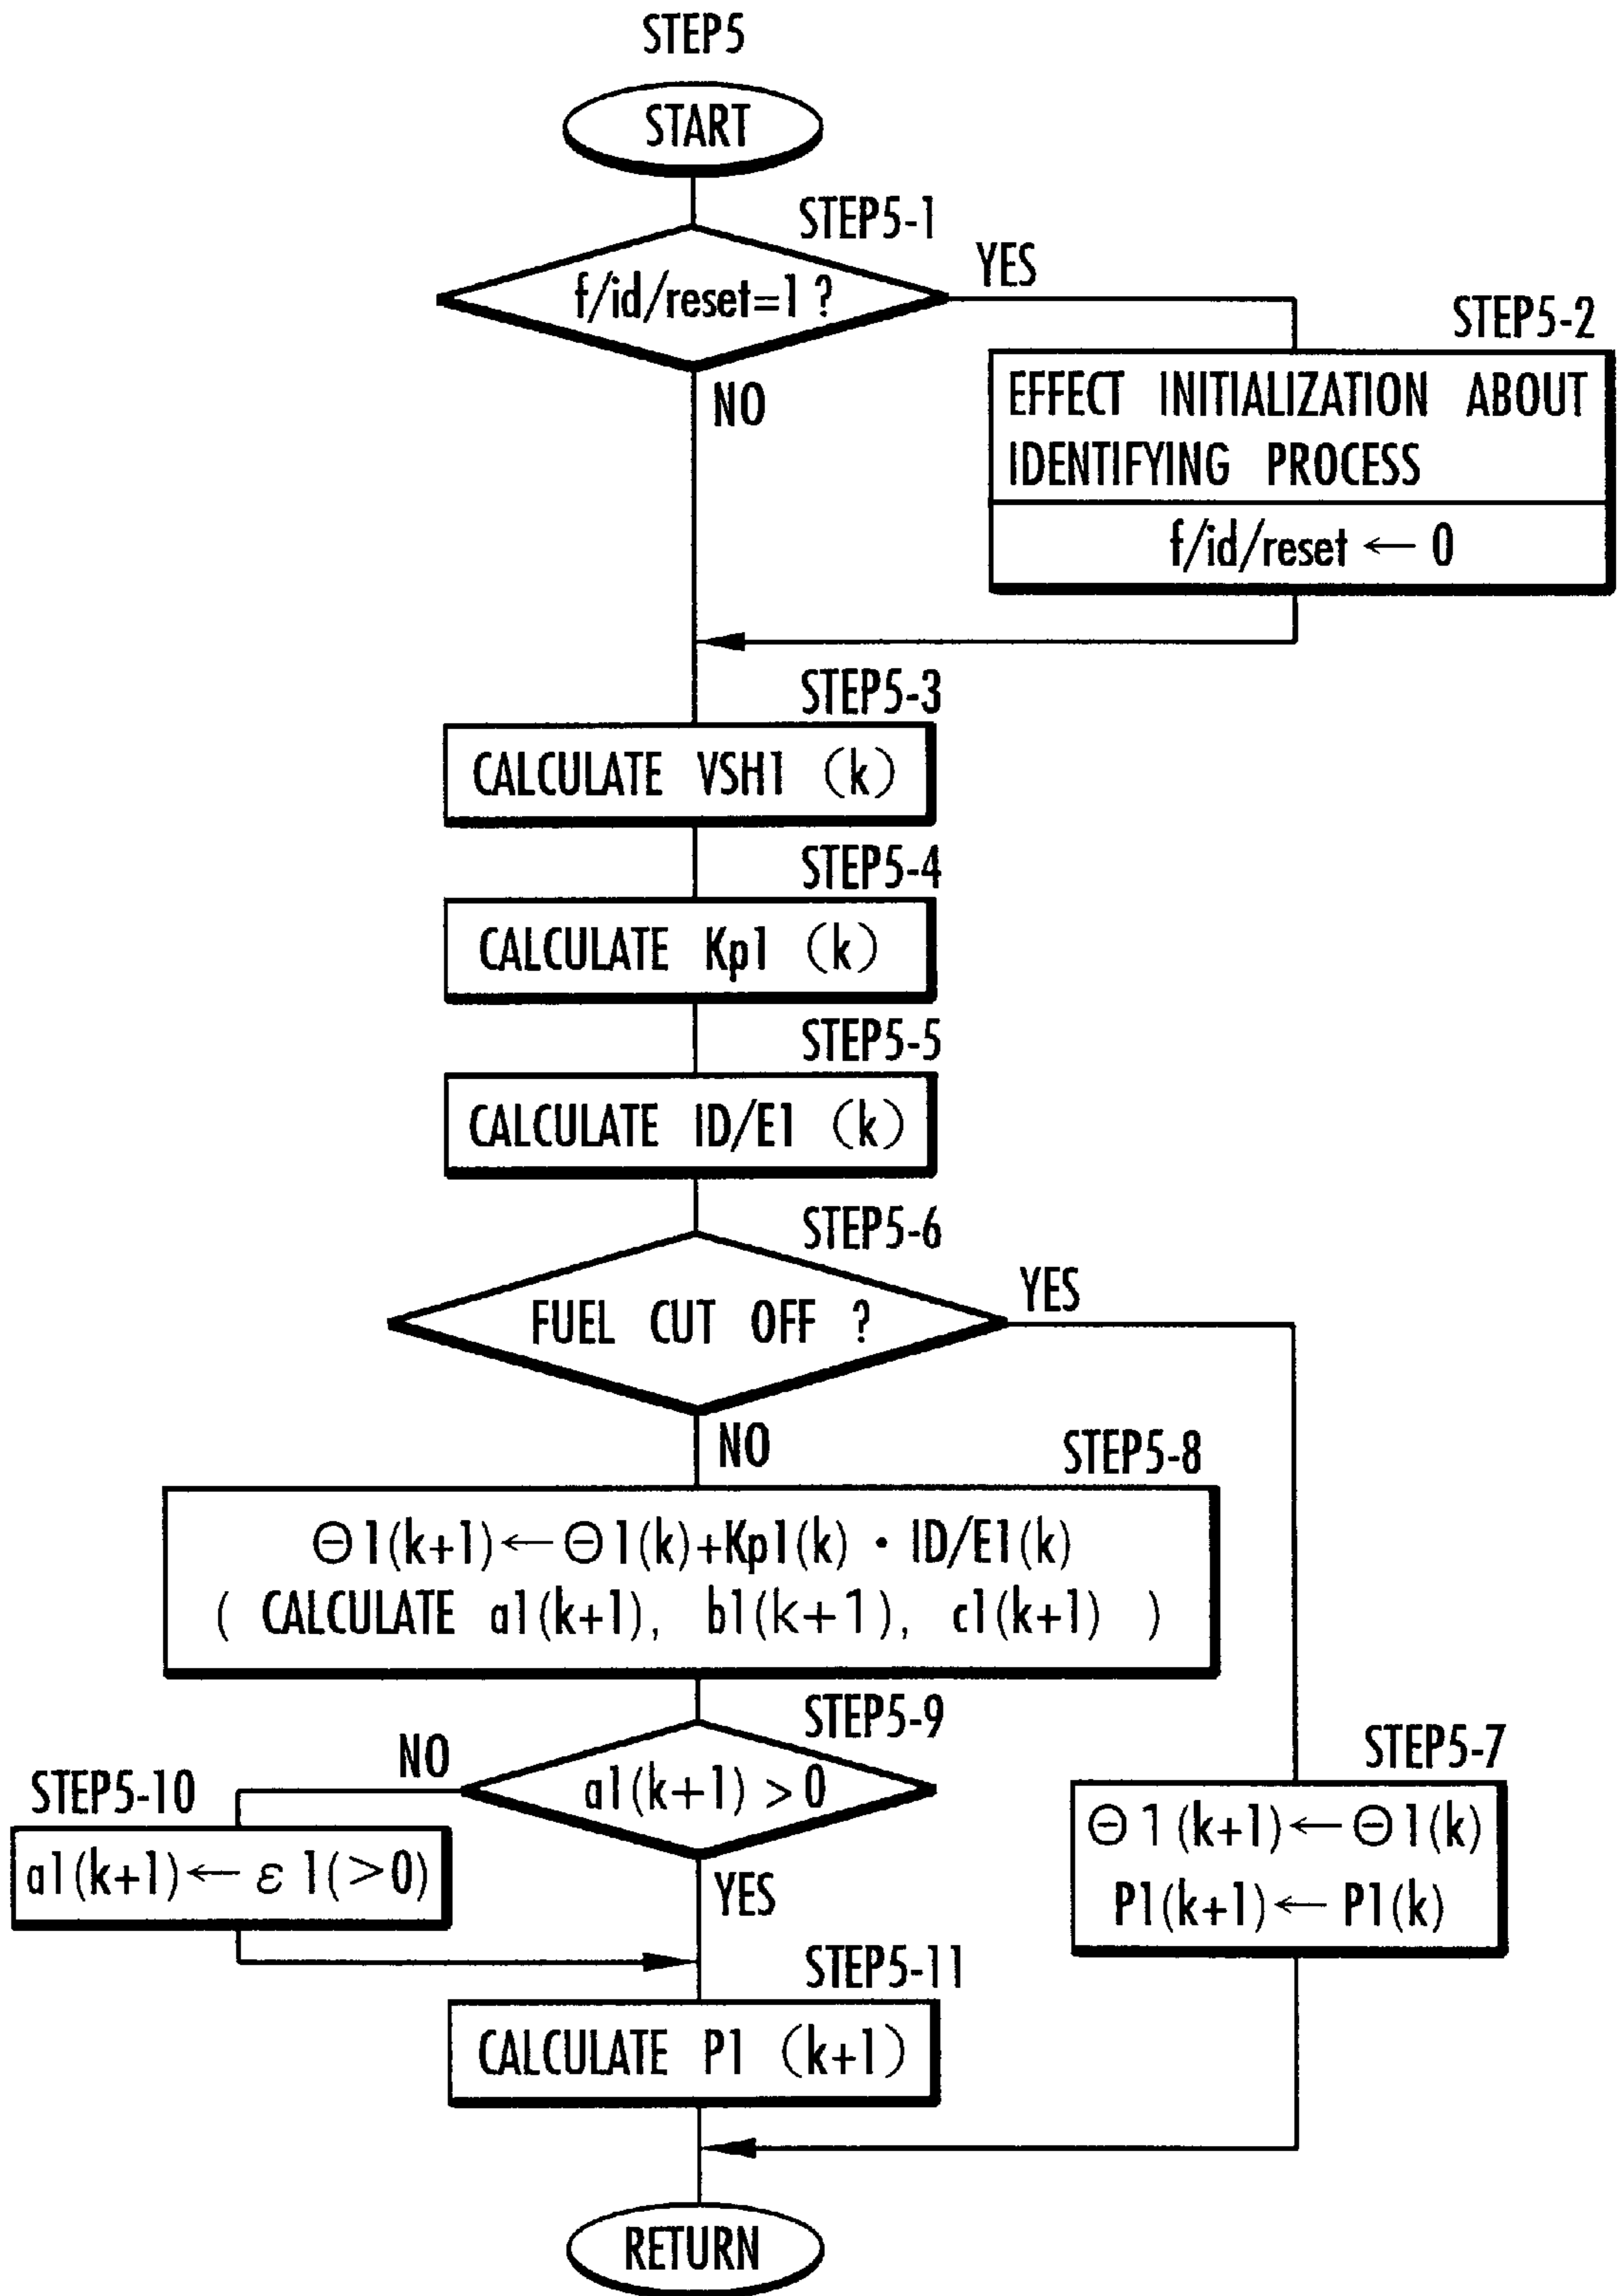 STEP5
START
STEP5-1
f/id/reset=1 ?
YES
NO
STEP5-2
EFFECT INITIALIZATION ABOUT
IDENTIFYING PROCESS
f/id/reset ← 0
STEP5-3
CALCULATE VSH1 (k)
STEP5-4
CALCULATE Kp1 (k)
STEP5-5
CALCULATE ID/E1 (k)
STEP5-6
FUEL CUT OFF ?
YES
NO
STEP5-8
Θ1(k+1)← Θ1(k)+Kp1(k) · ID/E1(k)
( CALCULATE a1(k+1), b1(k+1), c1(k+1) )
STEP5-9
a1(k+1) > 0
NO
YES
STEP5-10
a1(k+1)← ε1(>0)
STEP5-7
Θ1(k+1)← Θ1(k)
P1(k+1)← P1(k)
STEP5-11
CALCULATE P1 (k+1)
RETURN